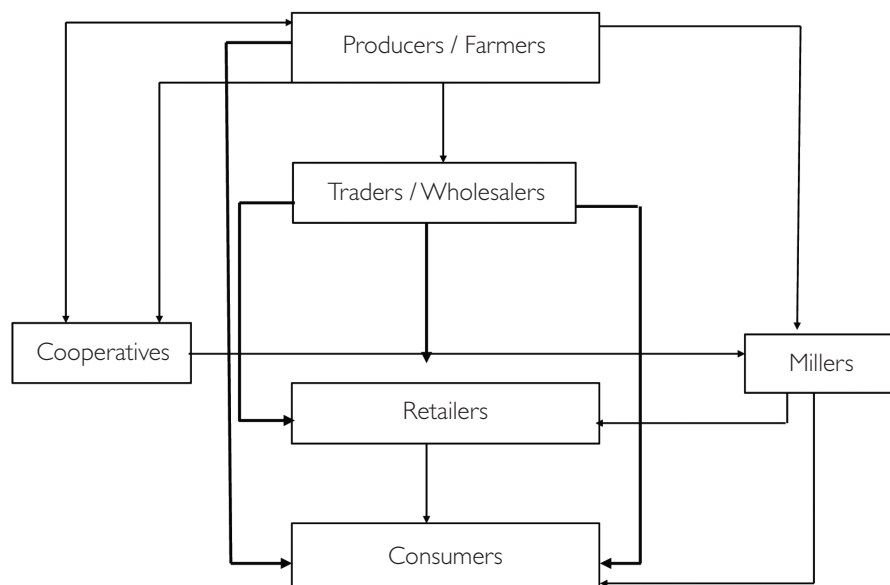 Producers / Farmers
Traders / Wholesalers
Cooperatives
Millers
Retailers
Consumers